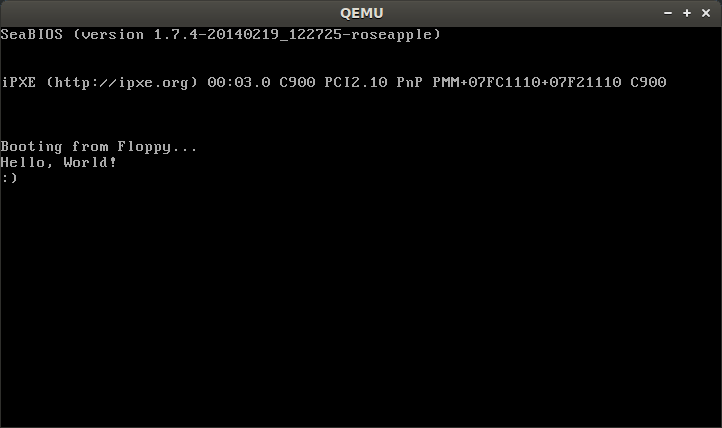 QEMU
SeaBIOS (version 1.7.4-20140219_122725-roseapple)
iPXE (http://ipxe.org) 00:03.0 C900 PCI2.10 PnP PMM+07FC1110+07F21110 C900
Booting from Floppy...
Hello, World!
:)